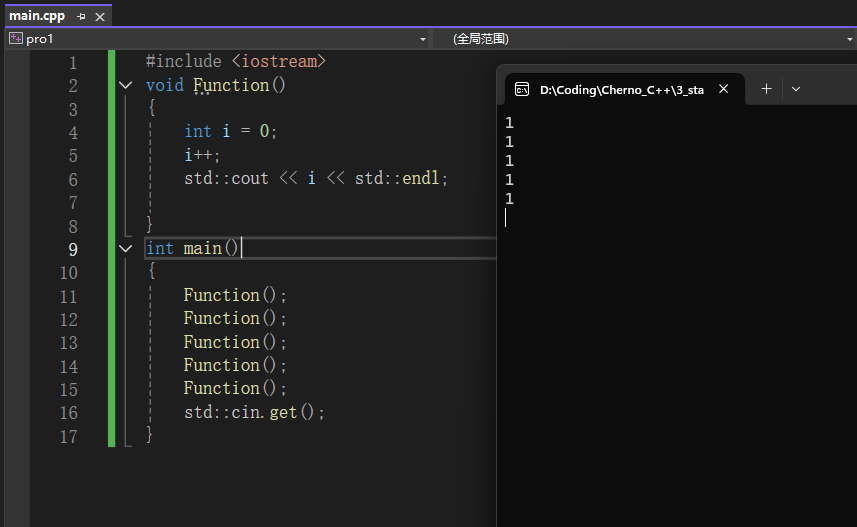 main.cpp
pro1
(全局范围)
1 #include <iostream>
2 void Function()
3 {
4 int i = 0;
5 i++;
6 std::cout << i << std::endl;
7
8 }
9 int main()
10 {
11 Function();
12 Function();
13 Function();
14 Function();
15 Function();
16 std::cin.get();
17 }
D:\Coding\Cherno_C++\3_sta
1
1
1
1
1